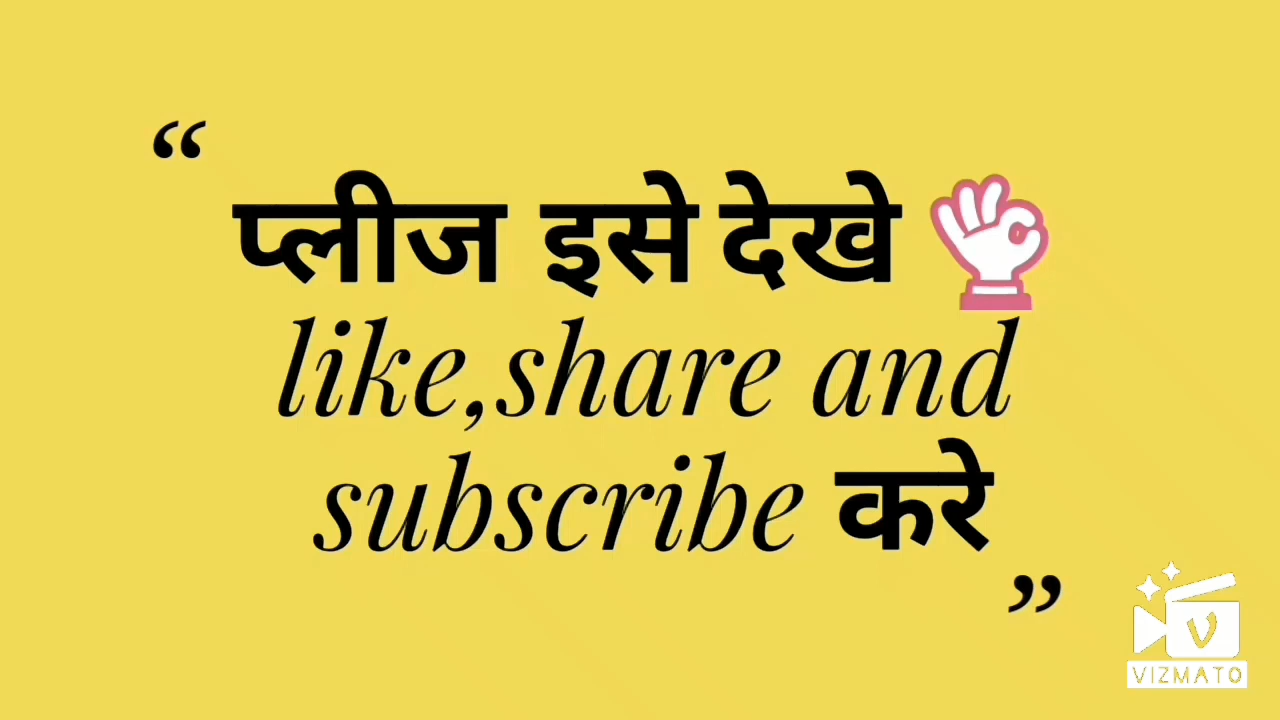 “
प्लीज इसे देखे 👌
like,share and
subscribe करे
”
V
VIZMATO